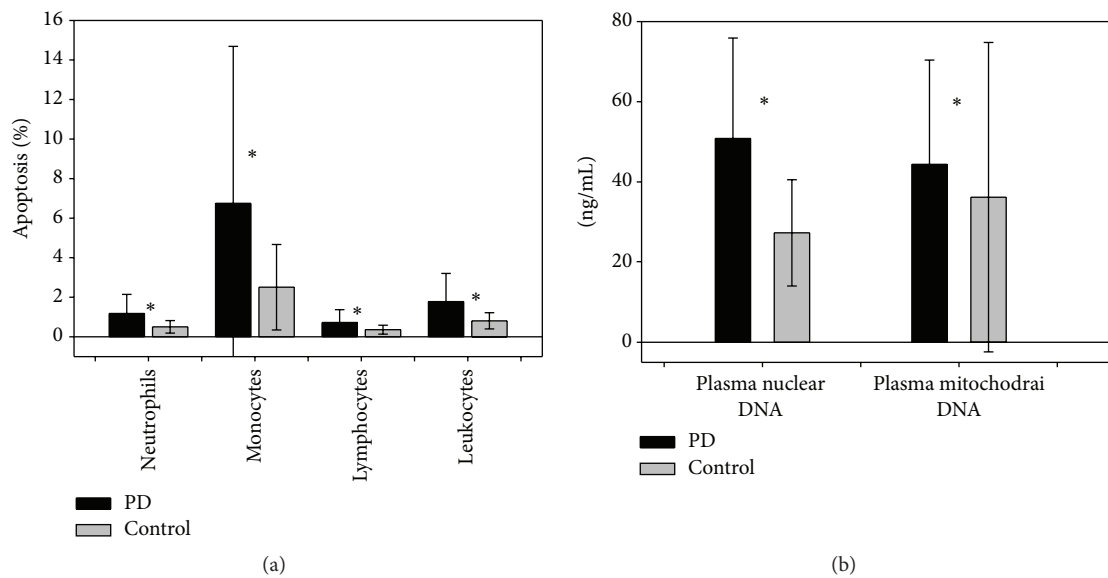 16
14
12
10
8
6
4
2
0
Apoptosis (%)
*
*
*
*
Neutrophils
Monocytes
Lymphocytes
Leukocytes
PD
Control
(a)
80
60
40
20
0
(ng/mL)
*
*
Plasma nuclear
DNA
Plasma mitochodrai
DNA
PD
Control
(b)